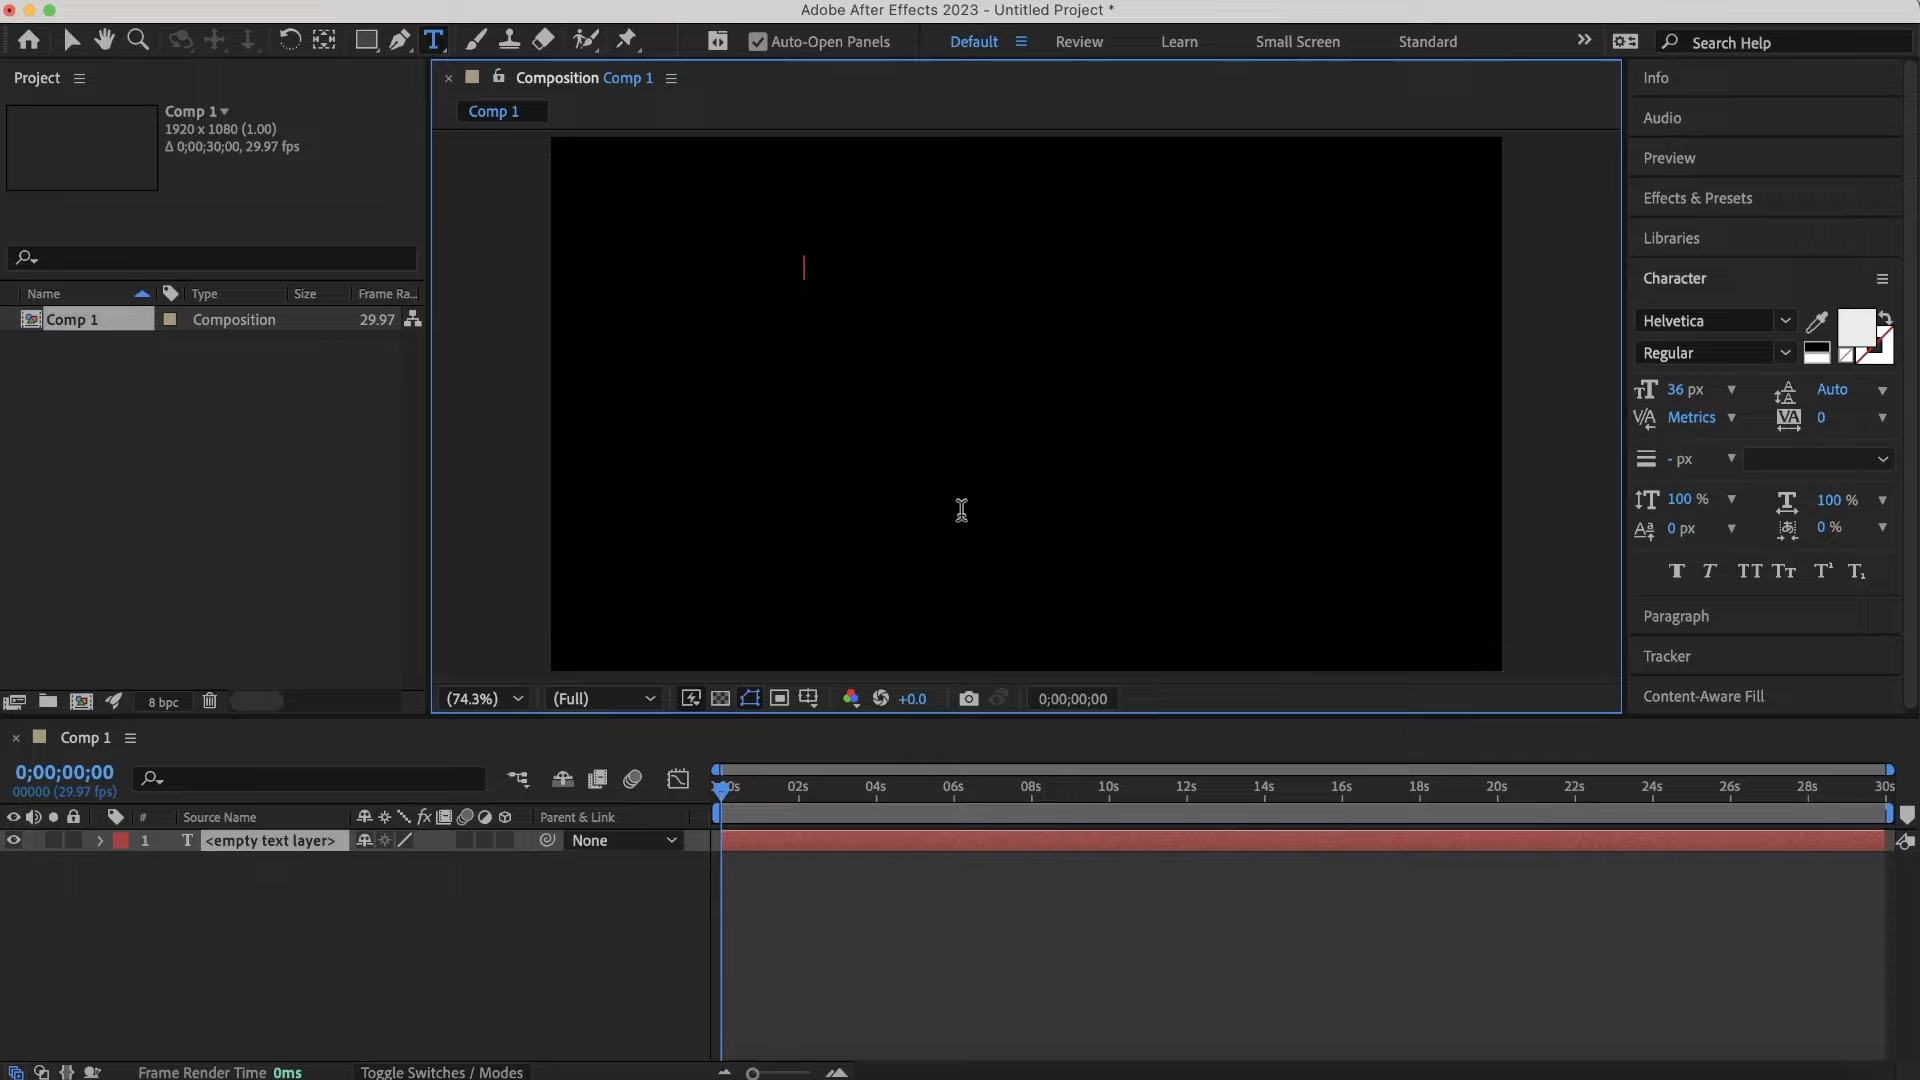 Adobe After Effects 2023 - Untitled Project *
Auto-Open Panels
Default
Review
Learn
Small Screen
Standard
Search Help
Project
Comp 1
1920 x 1080 (1.00)
Δ 0;00;30;00, 29.97 fps
Name
Type
Size
Frame Ra...
Comp 1
Composition
29.97
8 bpc
Composition Comp 1
Comp 1
(74.3%)
(Full)
+0.0
0;00;00;00
Info
Audio
Preview
Effects & Presets
Libraries
Character
Helvetica
Regular
36 px
Auto
Metrics
0
- px
100 %
100 %
0 px
0 %
Paragraph
Tracker
Content-Aware Fill
Comp 1
0;00;00;00
00000 (29.97 fps)
0s 02s 04s 06s 08s 10s 12s 14s 16s 18s 20s 22s 24s 26s 28s 30s
# Source Name
Parent & Link
1 T <empty text layer>
None
Frame Render Time 0ms
Toggle Switches / Modes